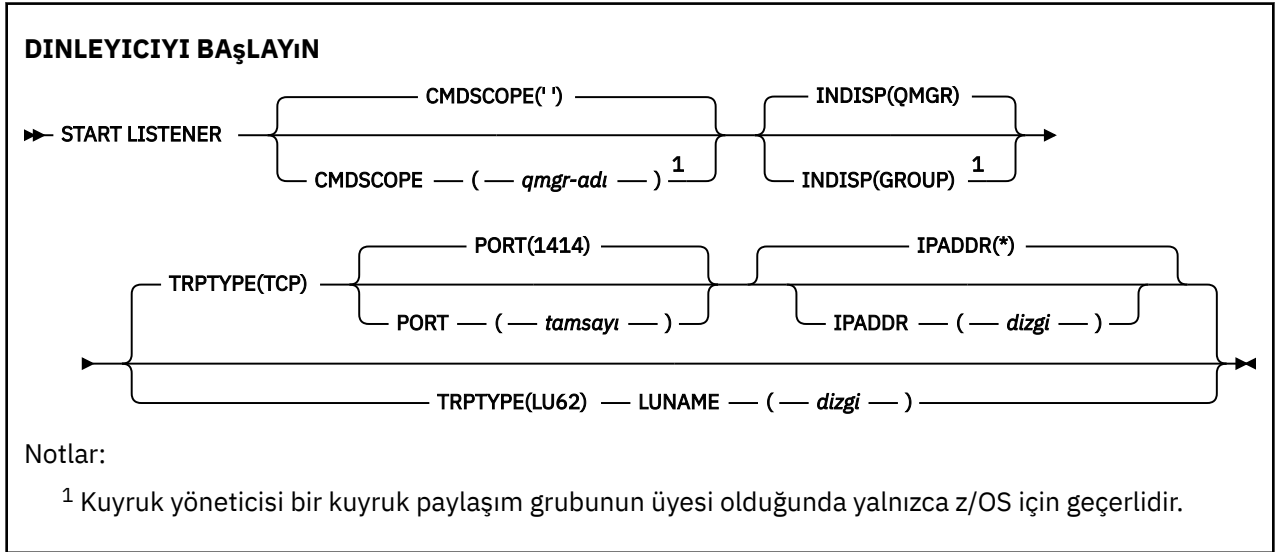 DINLEYICIYI BAşLAYıN
CMDSCOPE(' ') INDISP(QMGR)
START LISTENER
CMDSCOPE ( qmgr-adı ) 1 INDISP(GROUP) 1
PORT(1414) IPADDR(*)
TRPTYPE(TCP)
PORT ( tamsayı ) IPADDR ( dizgi )
TRPTYPE(LU62) LUNAME ( dizgi )
Notlar:
1 Kuyruk yöneticisi bir kuyruk paylaşım grubunun üyesi olduğunda yalnızca z/OS için geçerlidir.